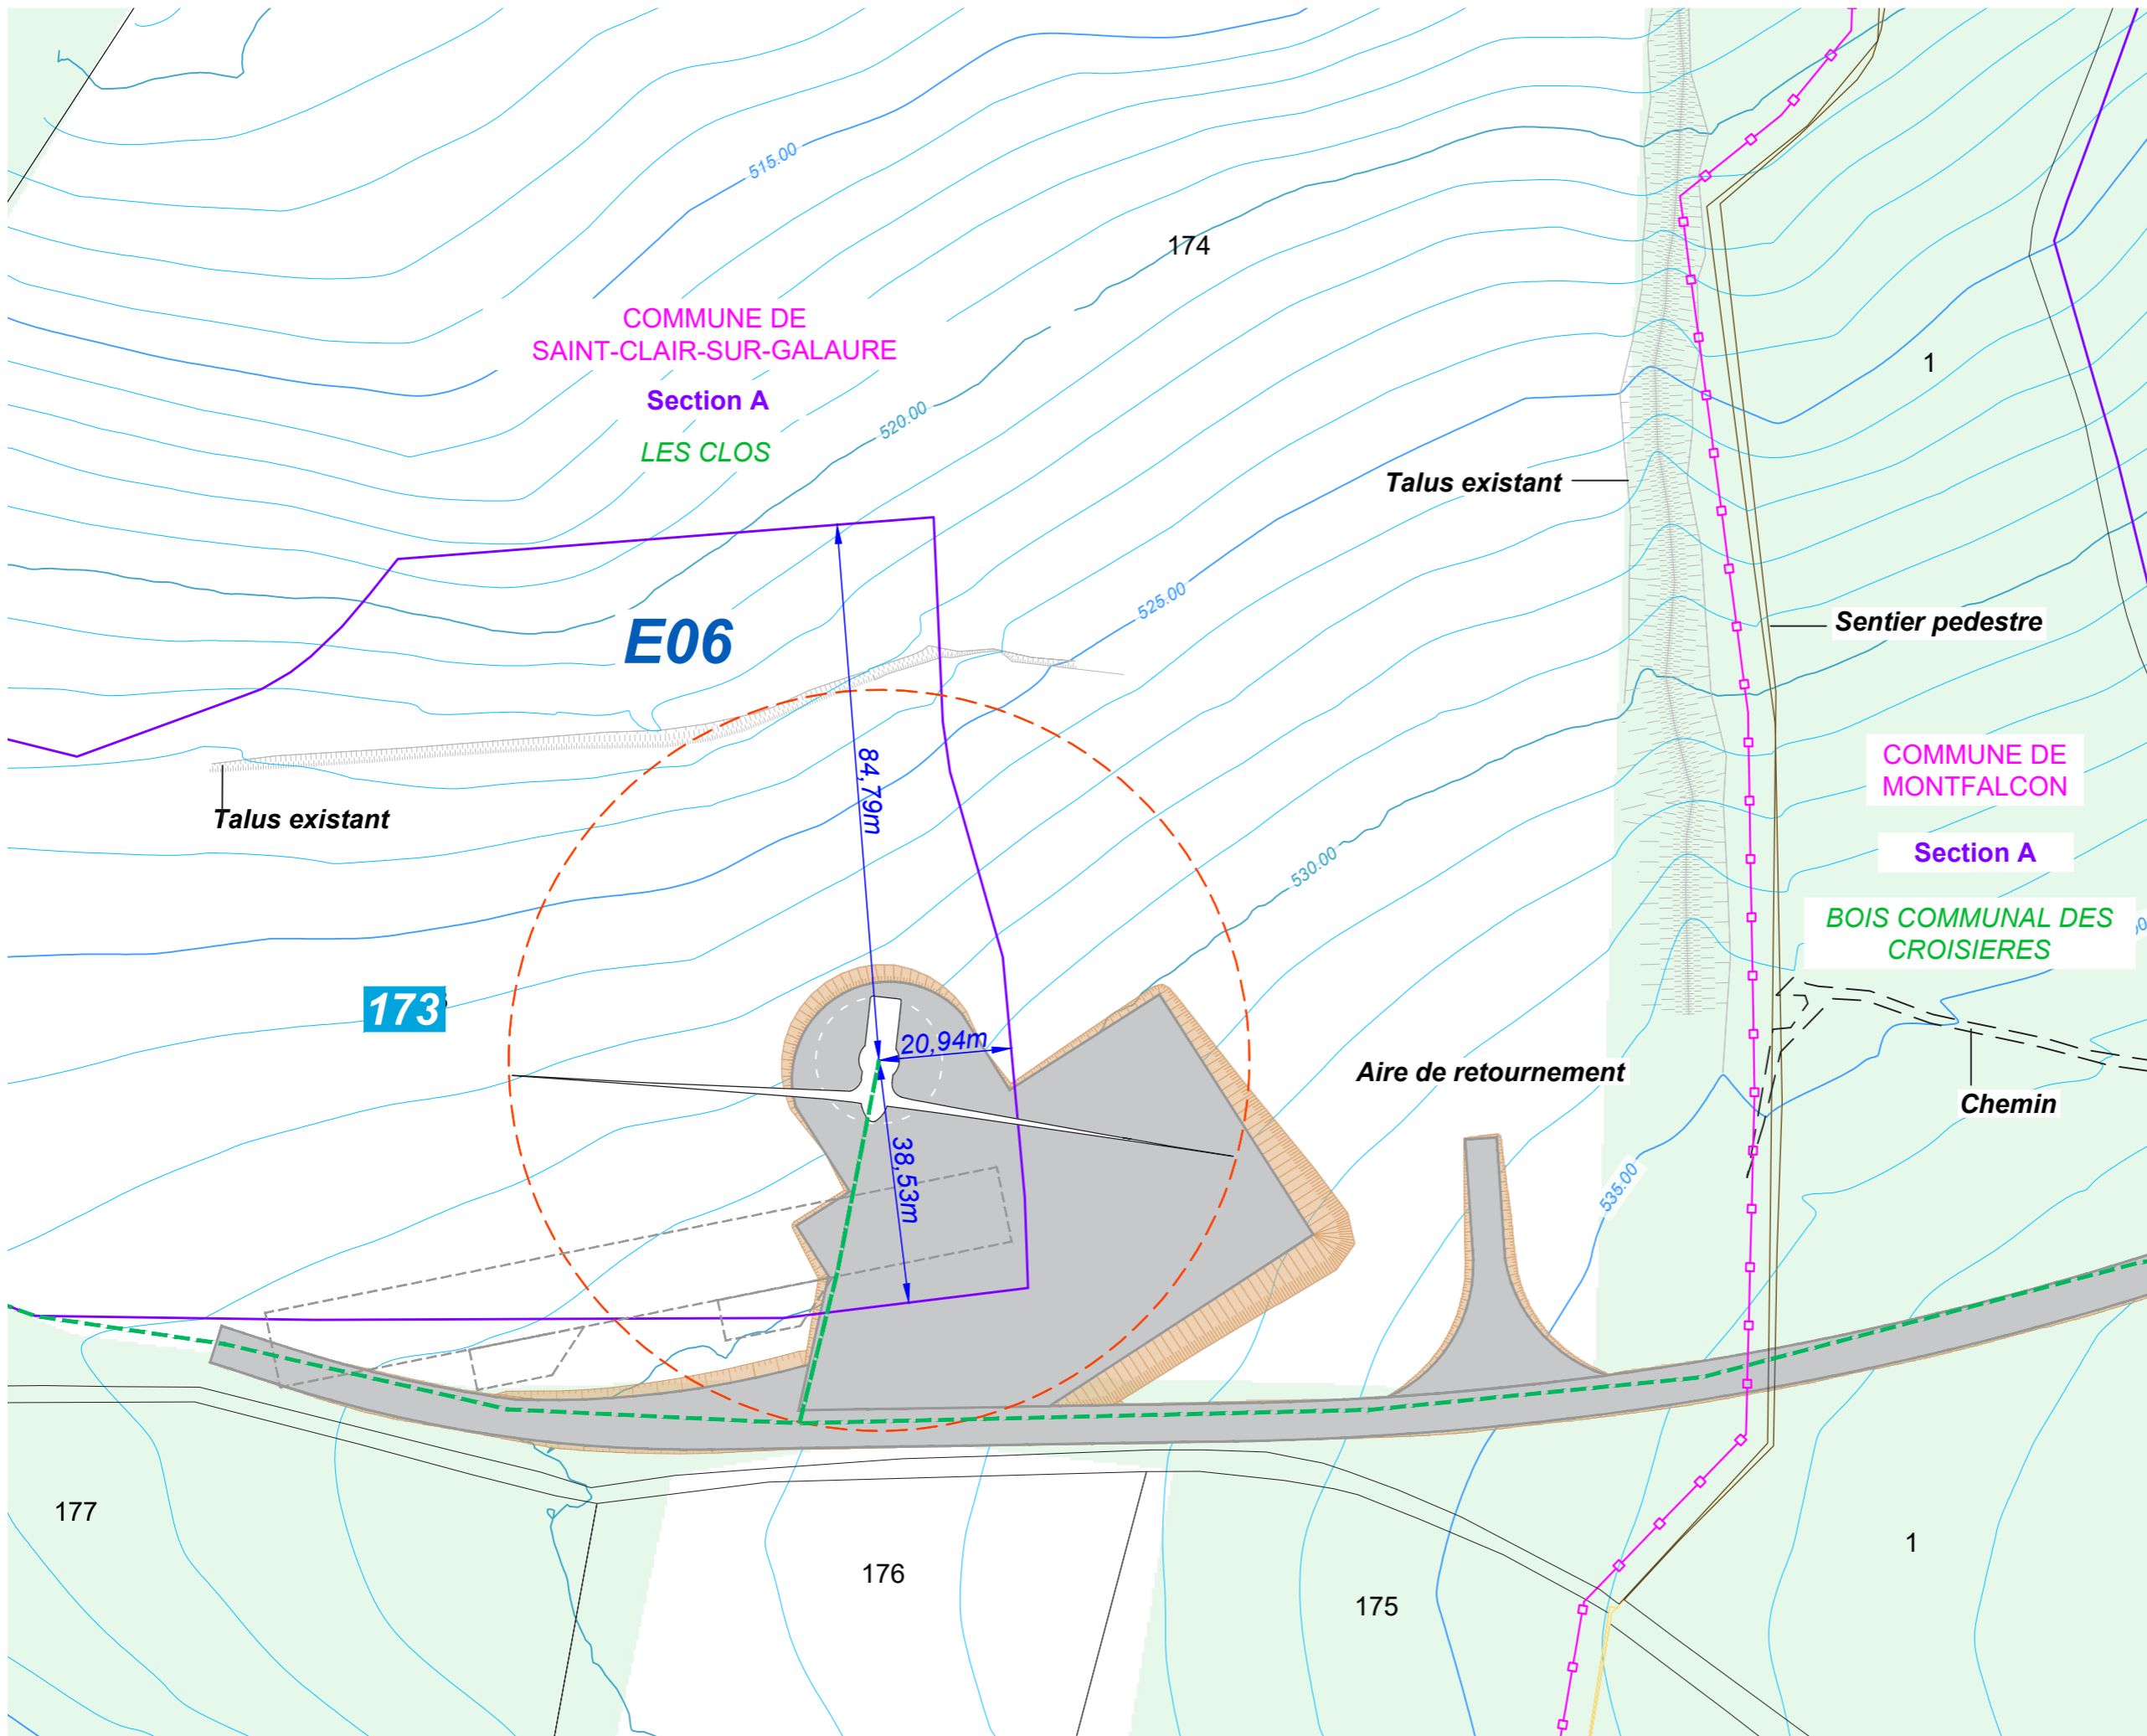 515.00
174
COMMUNE DE
SAINT-CLAIR-SUR-GALAURE
Section A
LES CLOS
520.00
1
Talus existant
525.00
E06
Sentier pedestre
84,79m
COMMUNE DE
MONTFALCON
Talus existant
Section A
530.00
BOIS COMMUNAL DES
CROISIERES
173
20,94m
Aire de retournement
Chemin
38,53m
535.00
177
176
175
1